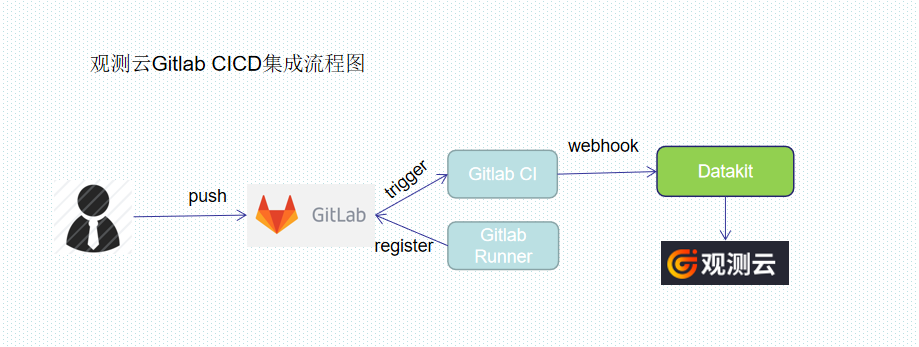 观测云Gitlab CICD集成流程图
push
GitLab
trigger
register
Gitlab CI
Gitlab
Runner
webhook
Datakit
观测云